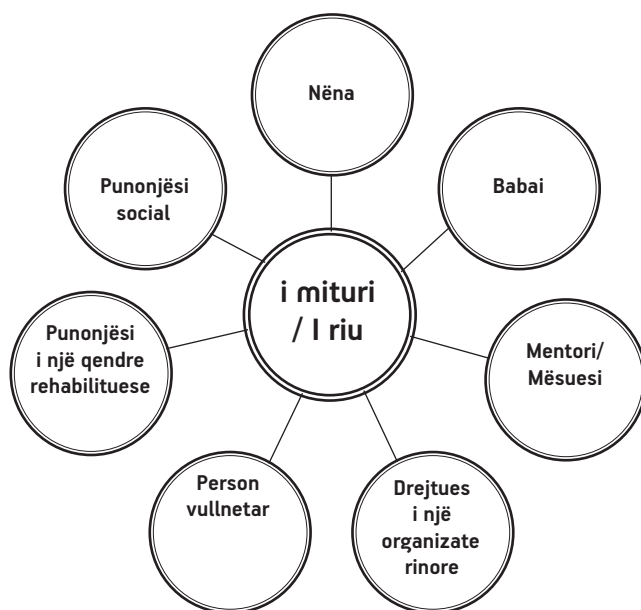 Nëna
Punonjësi
social
Babai
i mituri
/ I riu
Punonjësi
i një qendre
rehabilituese
Mentori/
Mësuesi
Person
vullnetar
Drejtues
i një
organizate
rinore